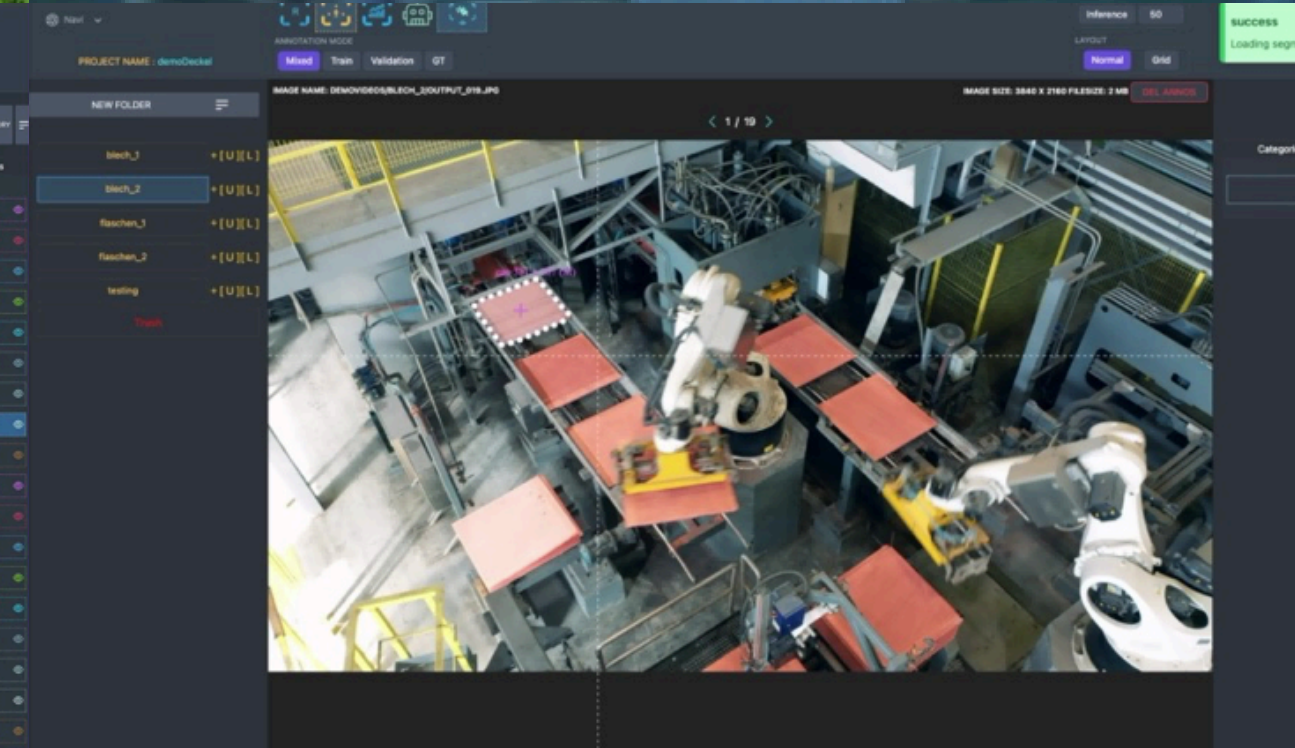 Navi
PROJECT NAME : demoDeckel
ANNOTATION MODE
Mixed Train Validation GT
Inference 50
LAYOUT
Normal Grid
success
Loading segm
NEW FOLDER
IMAGE NAME: DEMOVIDEOS/BLECH_2/OUTPUT_019.JPG
IMAGE SIZE: 3840 X 2160 FILESIZE: 2 MB
DEL ANNOS
< 1 / 19 >
blech_1 +[U][L]
blech_2 +[U][L]
flaschen_1 +[U][L]
flaschen_2 +[U][L]
testing +[U][L]
Trash
Categorie